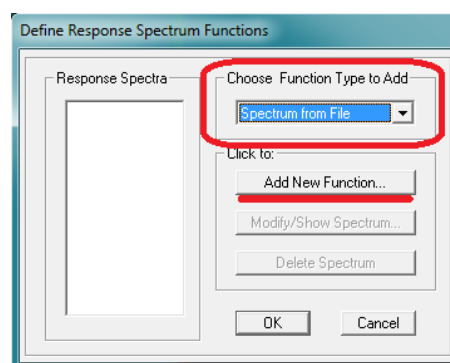 Define Response Spectrum Functions
Response Spectra
Choose Function Type to Add
Spectrum from File
Click to:
Add New Function...
Modify/Show Spectrum...
Delete Spectrum
OK
Cancel